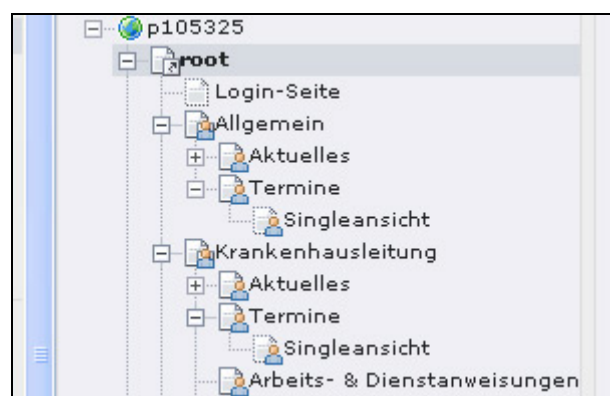 p105325
root
Login-Seite
Allgemein
Aktuelles
Termine
Singleansicht
Krankenhausleitung
Aktuelles
Termine
Singleansicht
Arbeits- & Dienstanweisungen